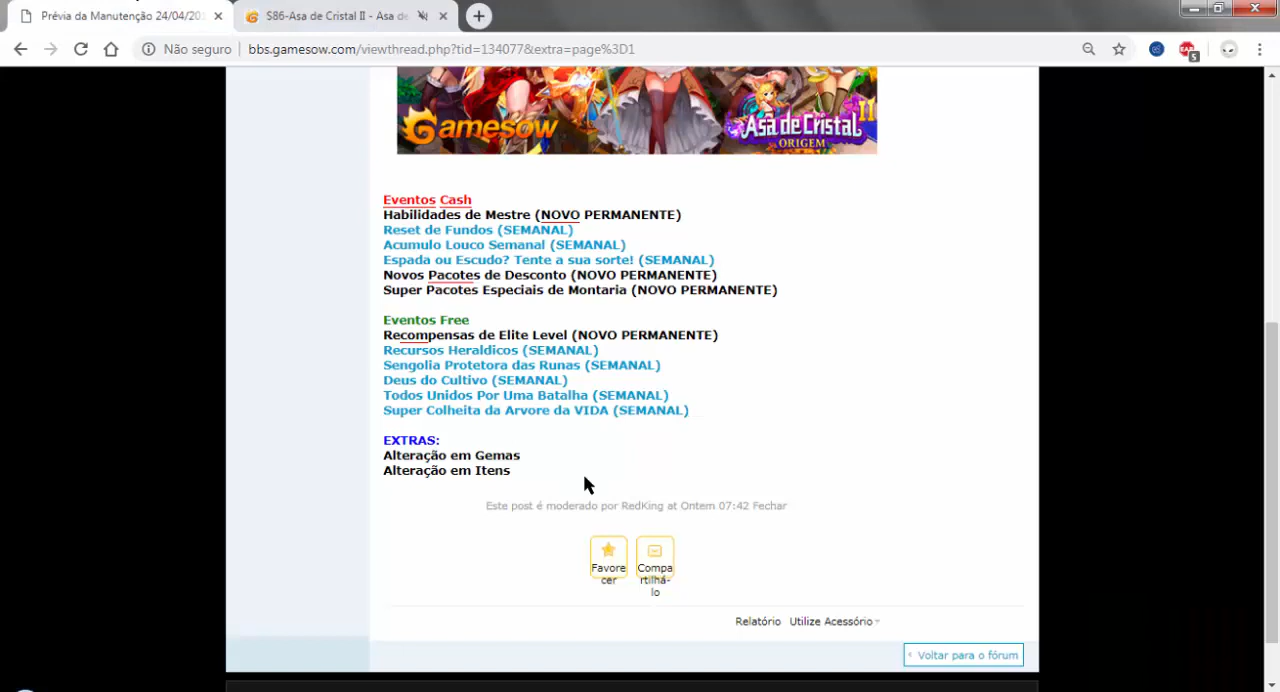 Prévia da Manutenção 24/04/201
S86-Asa de Cristal II - Asa de
Não seguro
bbs.gamesow.com/viewthread.php?tid=134077&extra=page%3D1
5
Gamesow
Asa de Cristal II
ORIGEM
Eventos Cash
Habilidades de Mestre (NOVO PERMANENTE)
Reset de Fundos (SEMANAL)
Acumulo Louco Semanal (SEMANAL)
Espada ou Escudo? Tente a sua sorte! (SEMANAL)
Novos Pacotes de Desconto (NOVO PERMANENTE)
Super Pacotes Especiais de Montaria (NOVO PERMANENTE)
Eventos Free
Recompensas de Elite Level (NOVO PERMANENTE)
Recursos Heraldicos (SEMANAL)
Sengolia Protetora das Runas (SEMANAL)
Deus do Cultivo (SEMANAL)
Todos Unidos Por Uma Batalha (SEMANAL)
Super Colheita da Arvore da VIDA (SEMANAL)
EXTRAS:
Alteração em Gemas
Alteração em Itens
Este post é moderado por RedKing at Ontem 07:42 Fechar
Favore
cer
Compa
rtilhá-
lo
Relatório Utilize Acessório
Voltar para o fórum